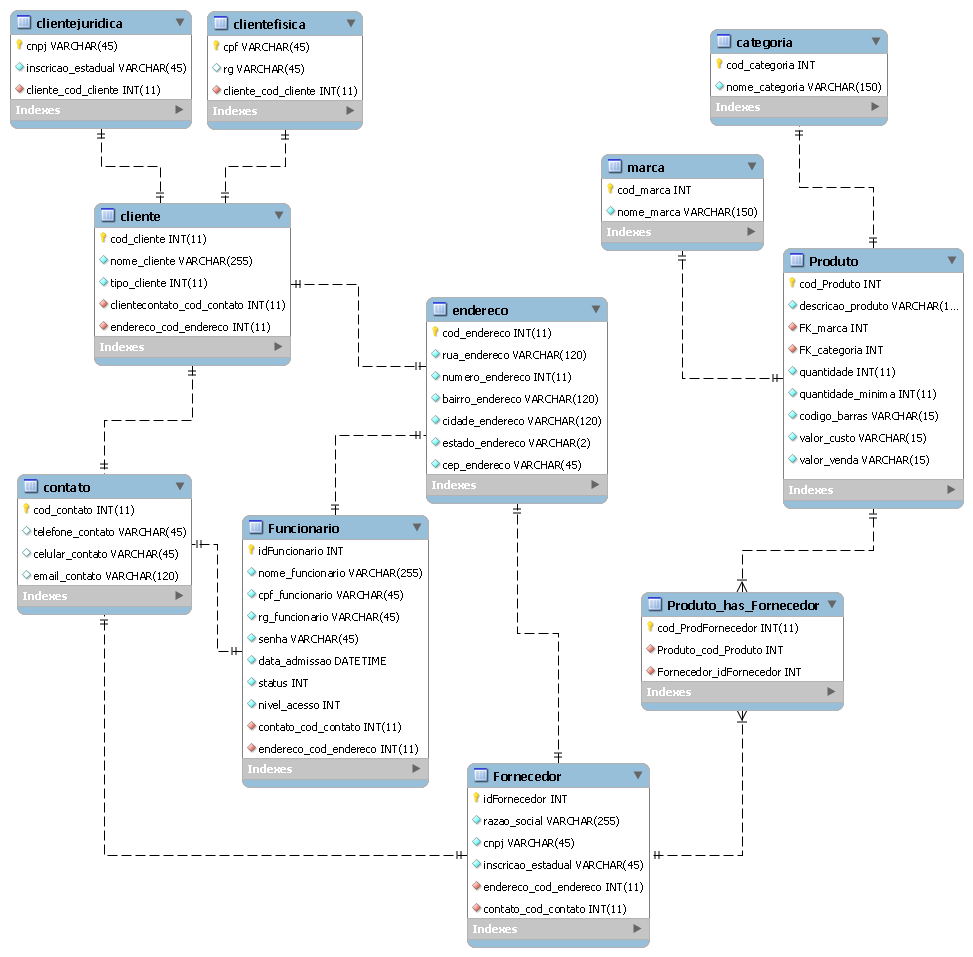 clientejuridica
cnpj VARCHAR(45)
inscricao_estadual VARCHAR(45)
cliente_cod_cliente INT(11)
Indexes
clientefisica
cpf VARCHAR(45)
rg VARCHAR(45)
cliente_cod_cliente INT(11)
Indexes
categoria
cod_categoria INT
nome_categoria VARCHAR(150)
Indexes
marca
cod_marca INT
nome_marca VARCHAR(150)
Indexes
cliente
cod_cliente INT(11)
nome_cliente VARCHAR(255)
tipo_cliente INT(11)
clientecontato_cod_contato INT(11)
endereco_cod_endereco INT(11)
Indexes
Produto
cod_Produto INT
descricao_produto VARCHAR(1...
FK_marca INT
FK_categoria INT
quantidade INT(11)
quantidade_minima INT(11)
codigo_barras VARCHAR(15)
valor_custo VARCHAR(15)
valor_venda VARCHAR(15)
Indexes
endereco
cod_endereco INT(11)
rua_endereco VARCHAR(120)
numero_endereco INT(11)
bairro_endereco VARCHAR(120)
cidade_endereco VARCHAR(120)
estado_endereco VARCHAR(2)
cep_endereco VARCHAR(45)
Indexes
contato
cod_contato INT(11)
telefone_contato VARCHAR(45)
celular_contato VARCHAR(45)
email_contato VARCHAR(120)
Indexes
Funcionario
idFuncionario INT
nome_funcionario VARCHAR(255)
cpf_funcionario VARCHAR(45)
rg_funcionario VARCHAR(45)
senha VARCHAR(45)
data_admissao DATETIME
status INT
nivel_acesso INT
contato_cod_contato INT(11)
endereco_cod_endereco INT(11)
Indexes
Produto_has_Fornecedor
cod_ProdFornecedor INT(11)
Produto_cod_Produto INT
Fornecedor_idFornecedor INT
Indexes
Fornecedor
idFornecedor INT
razao_social VARCHAR(255)
cnpj VARCHAR(45)
inscricao_estadual VARCHAR(45)
endereco_cod_endereco INT(11)
contato_cod_contato INT(11)
Indexes